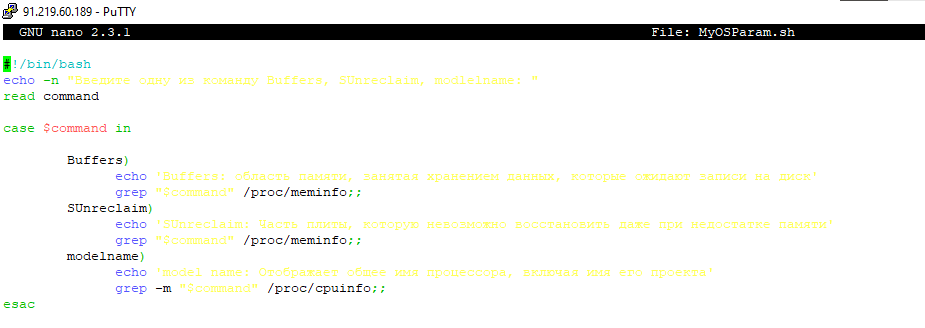 91.219.60.189 - PuTTY
GNU nano 2.3.1 File: MyOSParam.sh
#!/bin/bash
echo -n "Введите одну из команду Buffers, SUnreclaim, modlelname: "
read command
case $command in
Buffers)
echo 'Buffers: область памяти, занятая хранением данных, которые ожидают записи на диск'
grep "$command" /proc/meminfo;;
SUnreclaim)
echo 'SUnreclaim: Часть плиты, которую невозможно восстановить даже при недостатке памяти'
grep "$command" /proc/meminfo;;
modelname)
echo 'model name: Отображает общее имя процессора, включая имя его проекта'
grep -m "$command" /proc/cpuinfo;;
esac